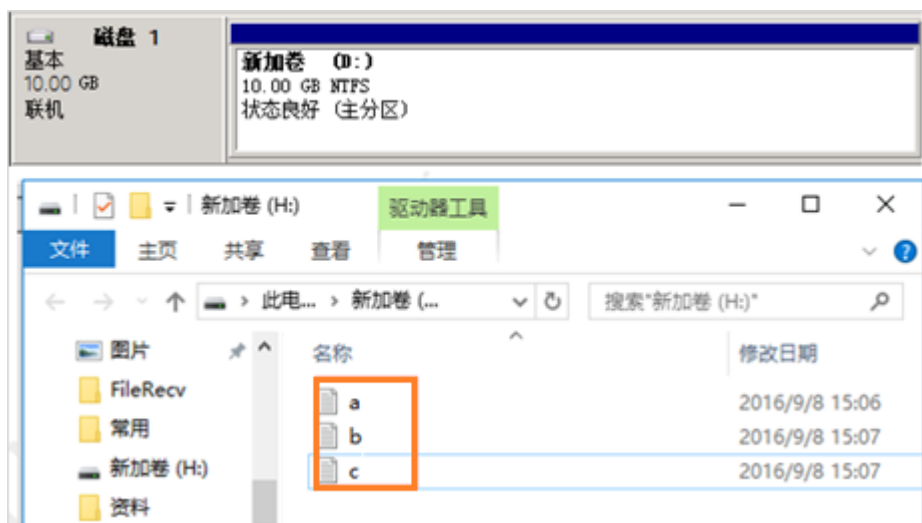 磁盘 1
基本
10.00 GB
联机
新加卷 (D:)
10.00 GB NTFS
状态良好 (主分区)
新加卷 (H:)
驱动器工具
文件 主页 共享 查看 管理
此电... › 新加卷 (...
搜索"新加卷 (H:)"
名称 修改日期
图片
FileRecv
常用
新加卷 (H:)
资料
a 2016/9/8 15:06
b 2016/9/8 15:07
c 2016/9/8 15:07